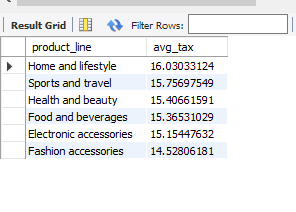 Result Grid Filter Rows:
product_line avg_tax
Home and lifestyle 16.03033124
Sports and travel 15.75697549
Health and beauty 15.40661591
Food and beverages 15.36531029
Electronic accessories 15.15447632
Fashion accessories 14.52806181